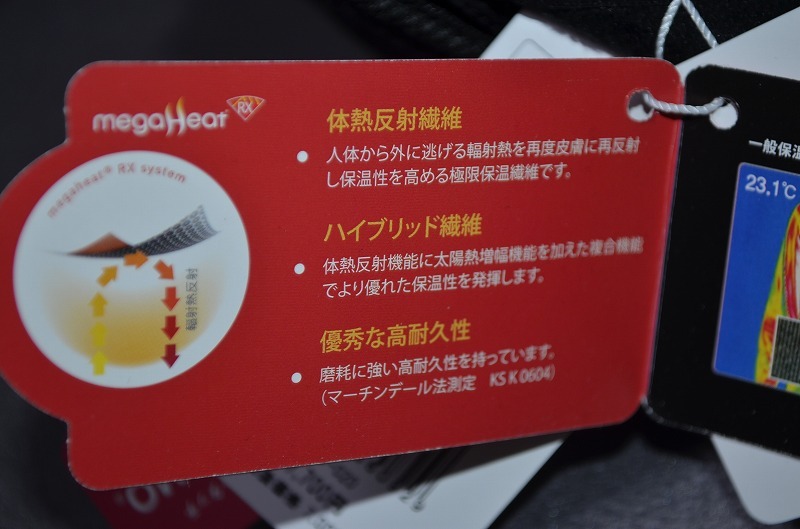 megaHeat RX
megaheat® RX system
輻射熱反射
体熱反射繊維
人体から外に逃げる輻射熱を再度皮膚に再反射
し保温性を高める極限保温繊維です。
ハイブリッド繊維
体熱反射機能に太陽熱増幅機能を加えた複合機能
でより優れた保温性を発揮します。
優秀な高耐久性
磨耗に強い高耐久性を持っています。
(マーチンデール法測定 KS K 0604)
一般保温
23.1℃